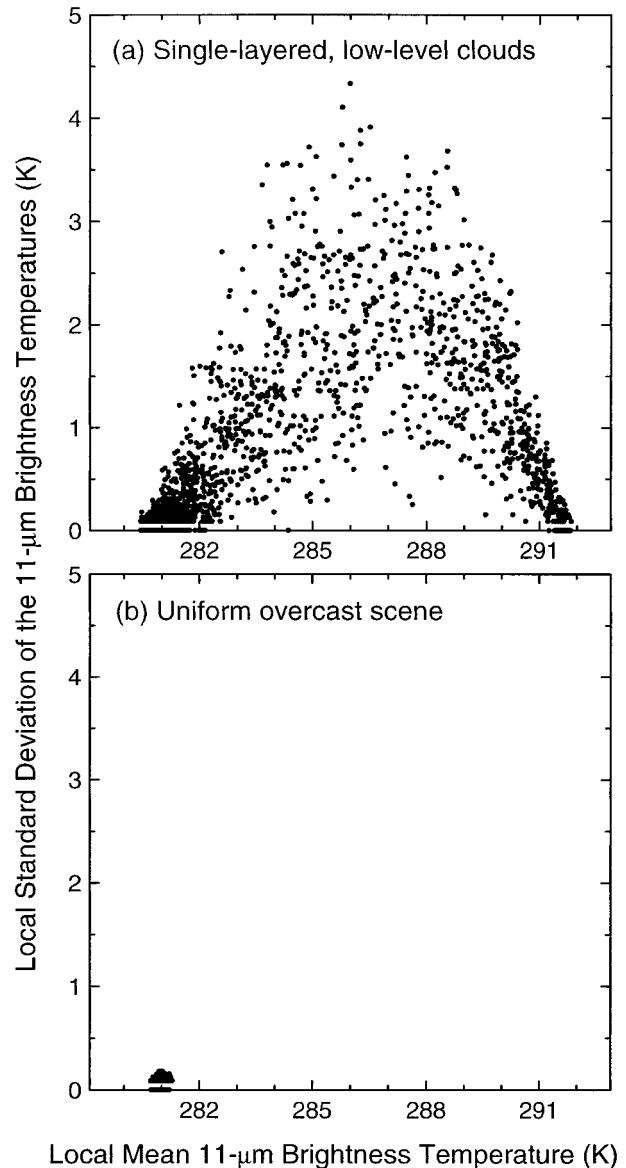 Local Standard Deviation of the 11-μm Brightness Temperatures (K)
(a) Single-layered, low-level clouds
5
4
3
2
1
0
282 285 288 291
(b) Uniform overcast scene
5
4
3
2
1
0
282 285 288 291
Local Mean 11-μm Brightness Temperature (K)